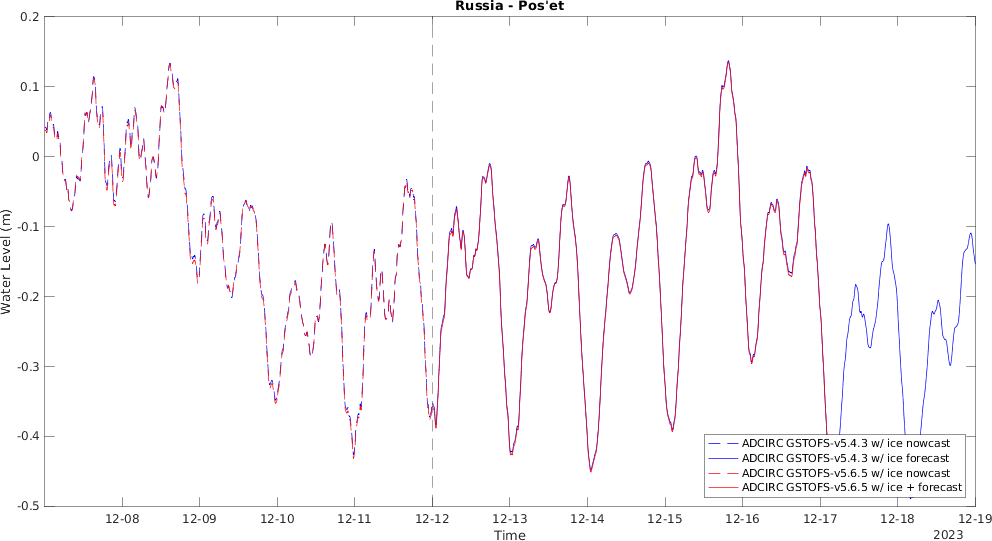 Russia - Pos'et
0.2
0.1
0
-0.1
-0.2
-0.3
-0.4
-0.5
Water Level (m)
ADCIRC GSTOFS-v5.4.3 w/ ice nowcast
ADCIRC GSTOFS-v5.4.3 w/ ice forecast
ADCIRC GSTOFS-v5.6.5 w/ ice nowcast
ADCIRC GSTOFS-v5.6.5 w/ ice + forecast
12-08 12-09 12-10 12-11 12-12 12-13 12-14 12-15 12-16 12-17 12-18 12-19
Time
2023